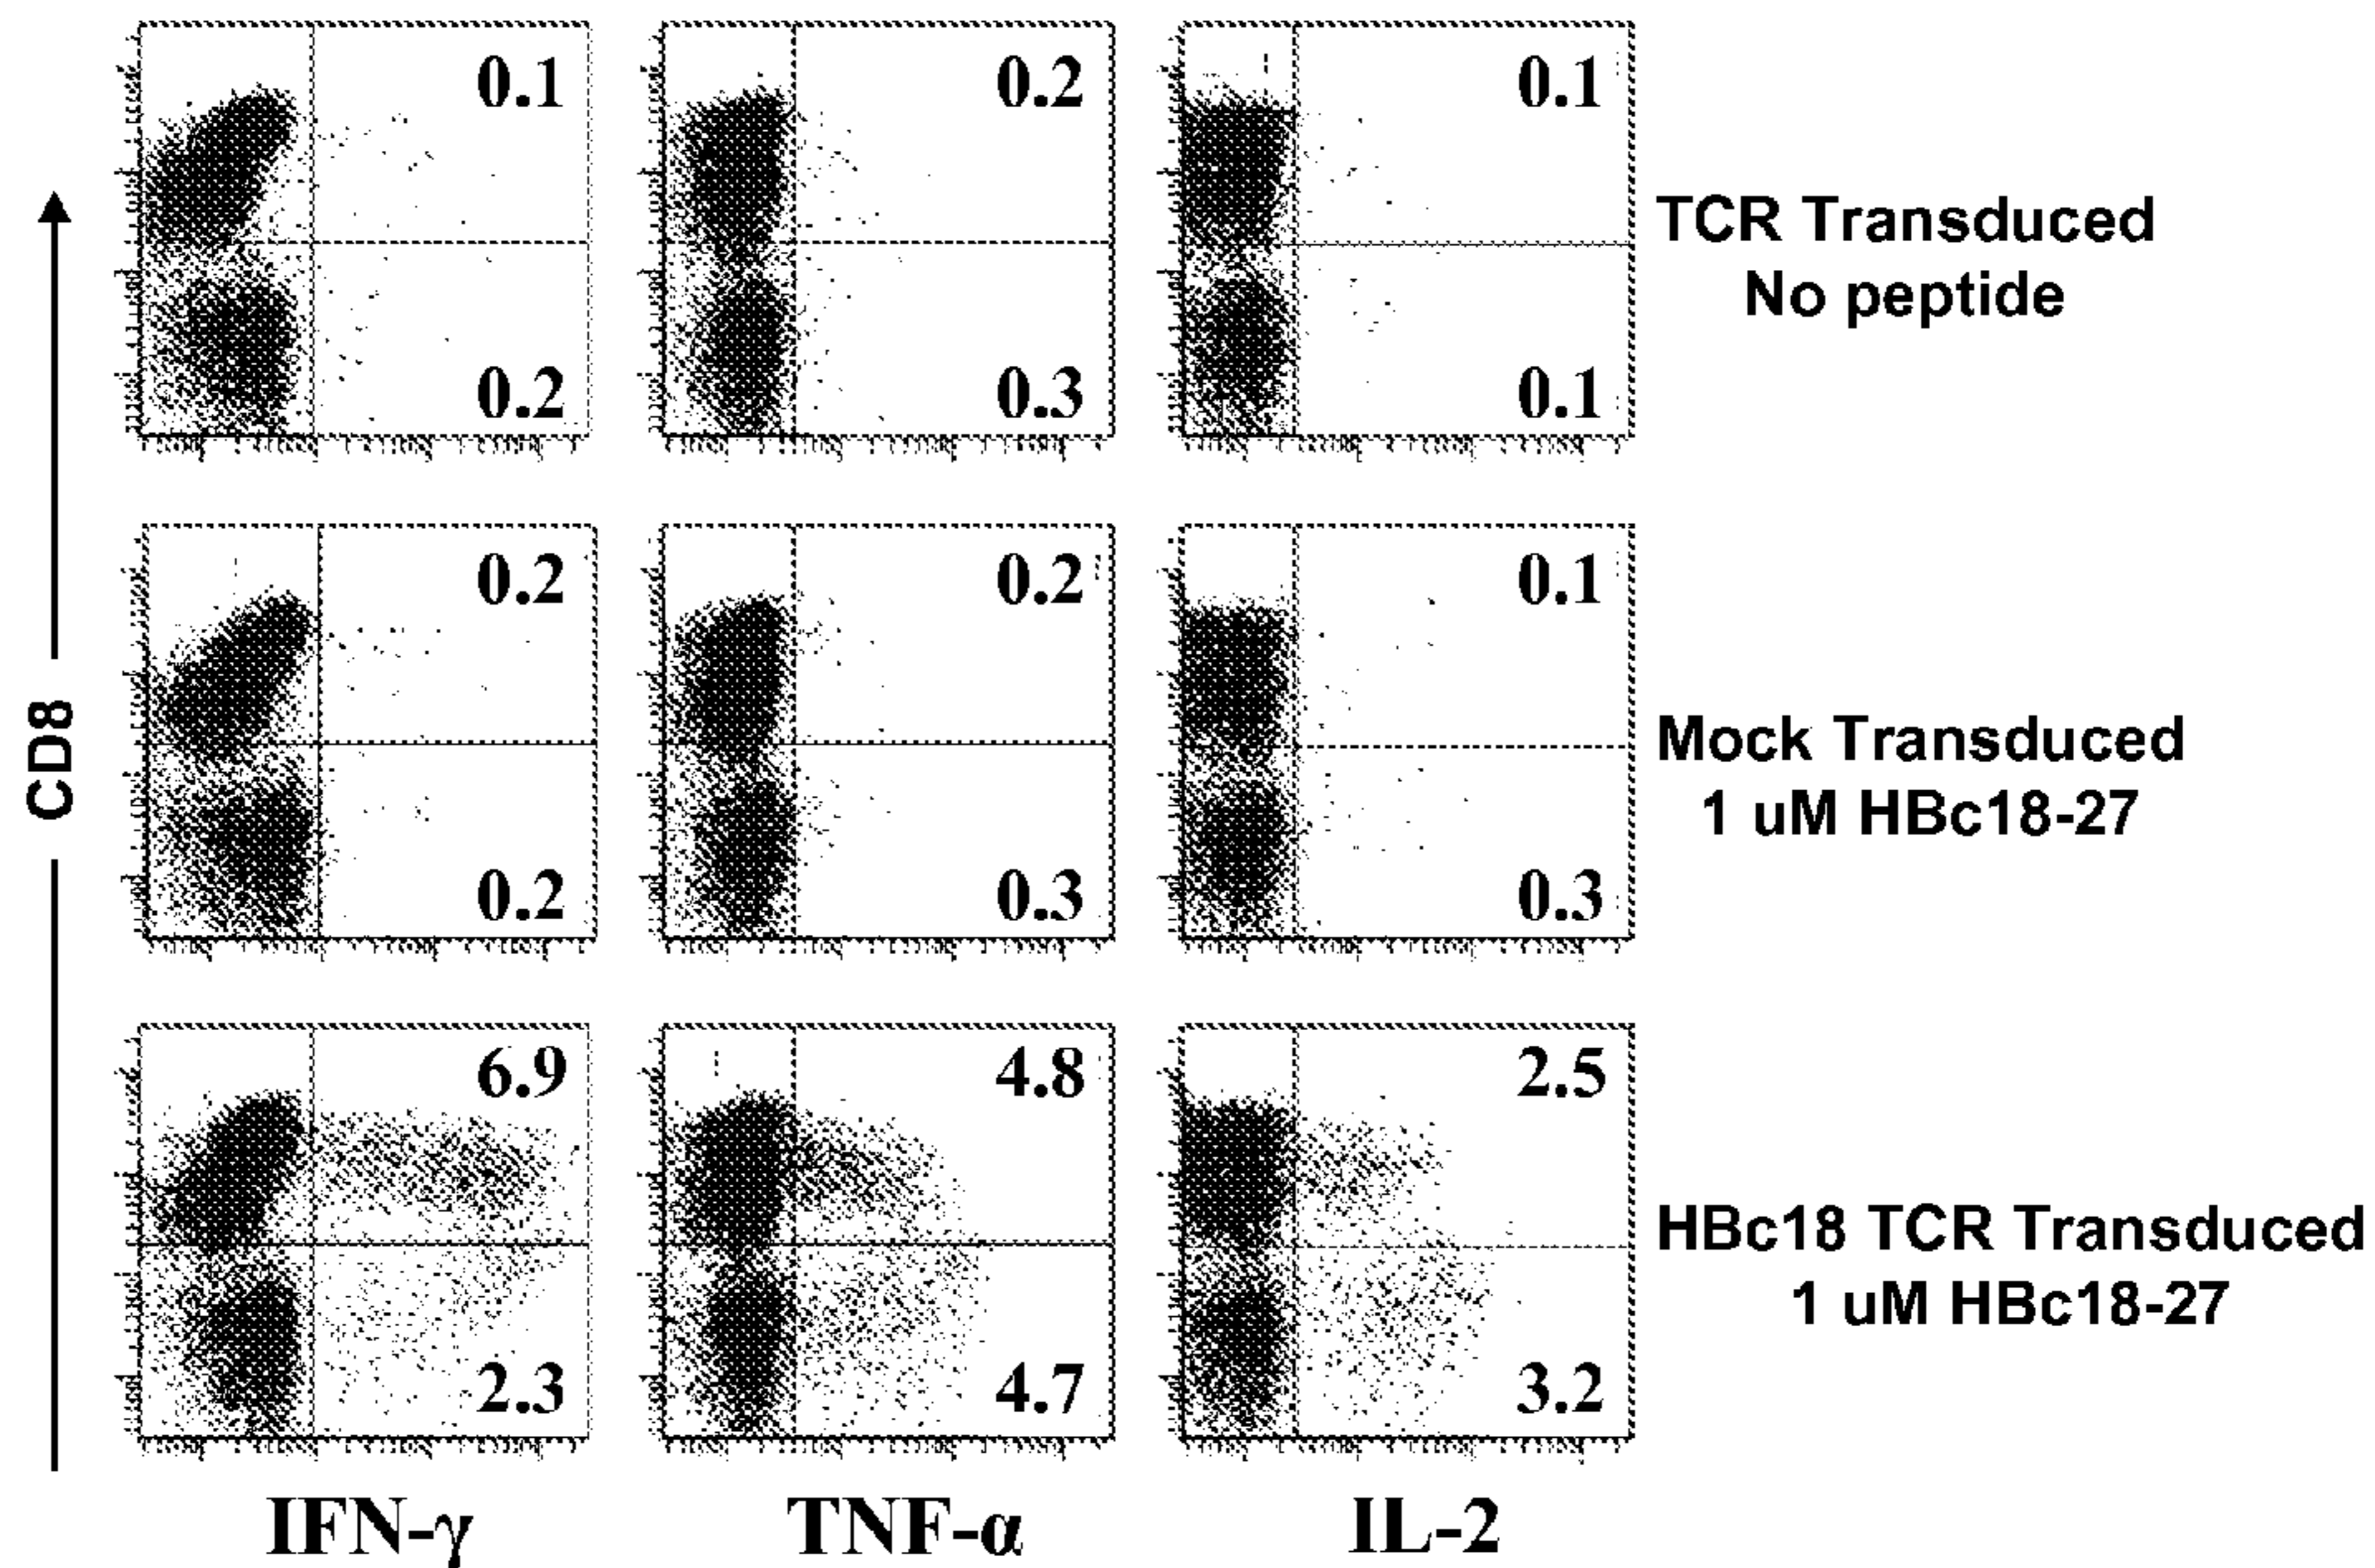 0.1
0.2
0.1
0.2
0.3
0.1
TCR Transduced
No peptide
0.2
0.2
0.1
0.2
0.3
0.3
Mock Transduced
1 uM HBc18-27
6.9
4.8
2.5
2.3
4.7
3.2
HBc18 TCR Transduced
1 uM HBc18-27
CD8
IFN-γ
TNF-α
IL-2